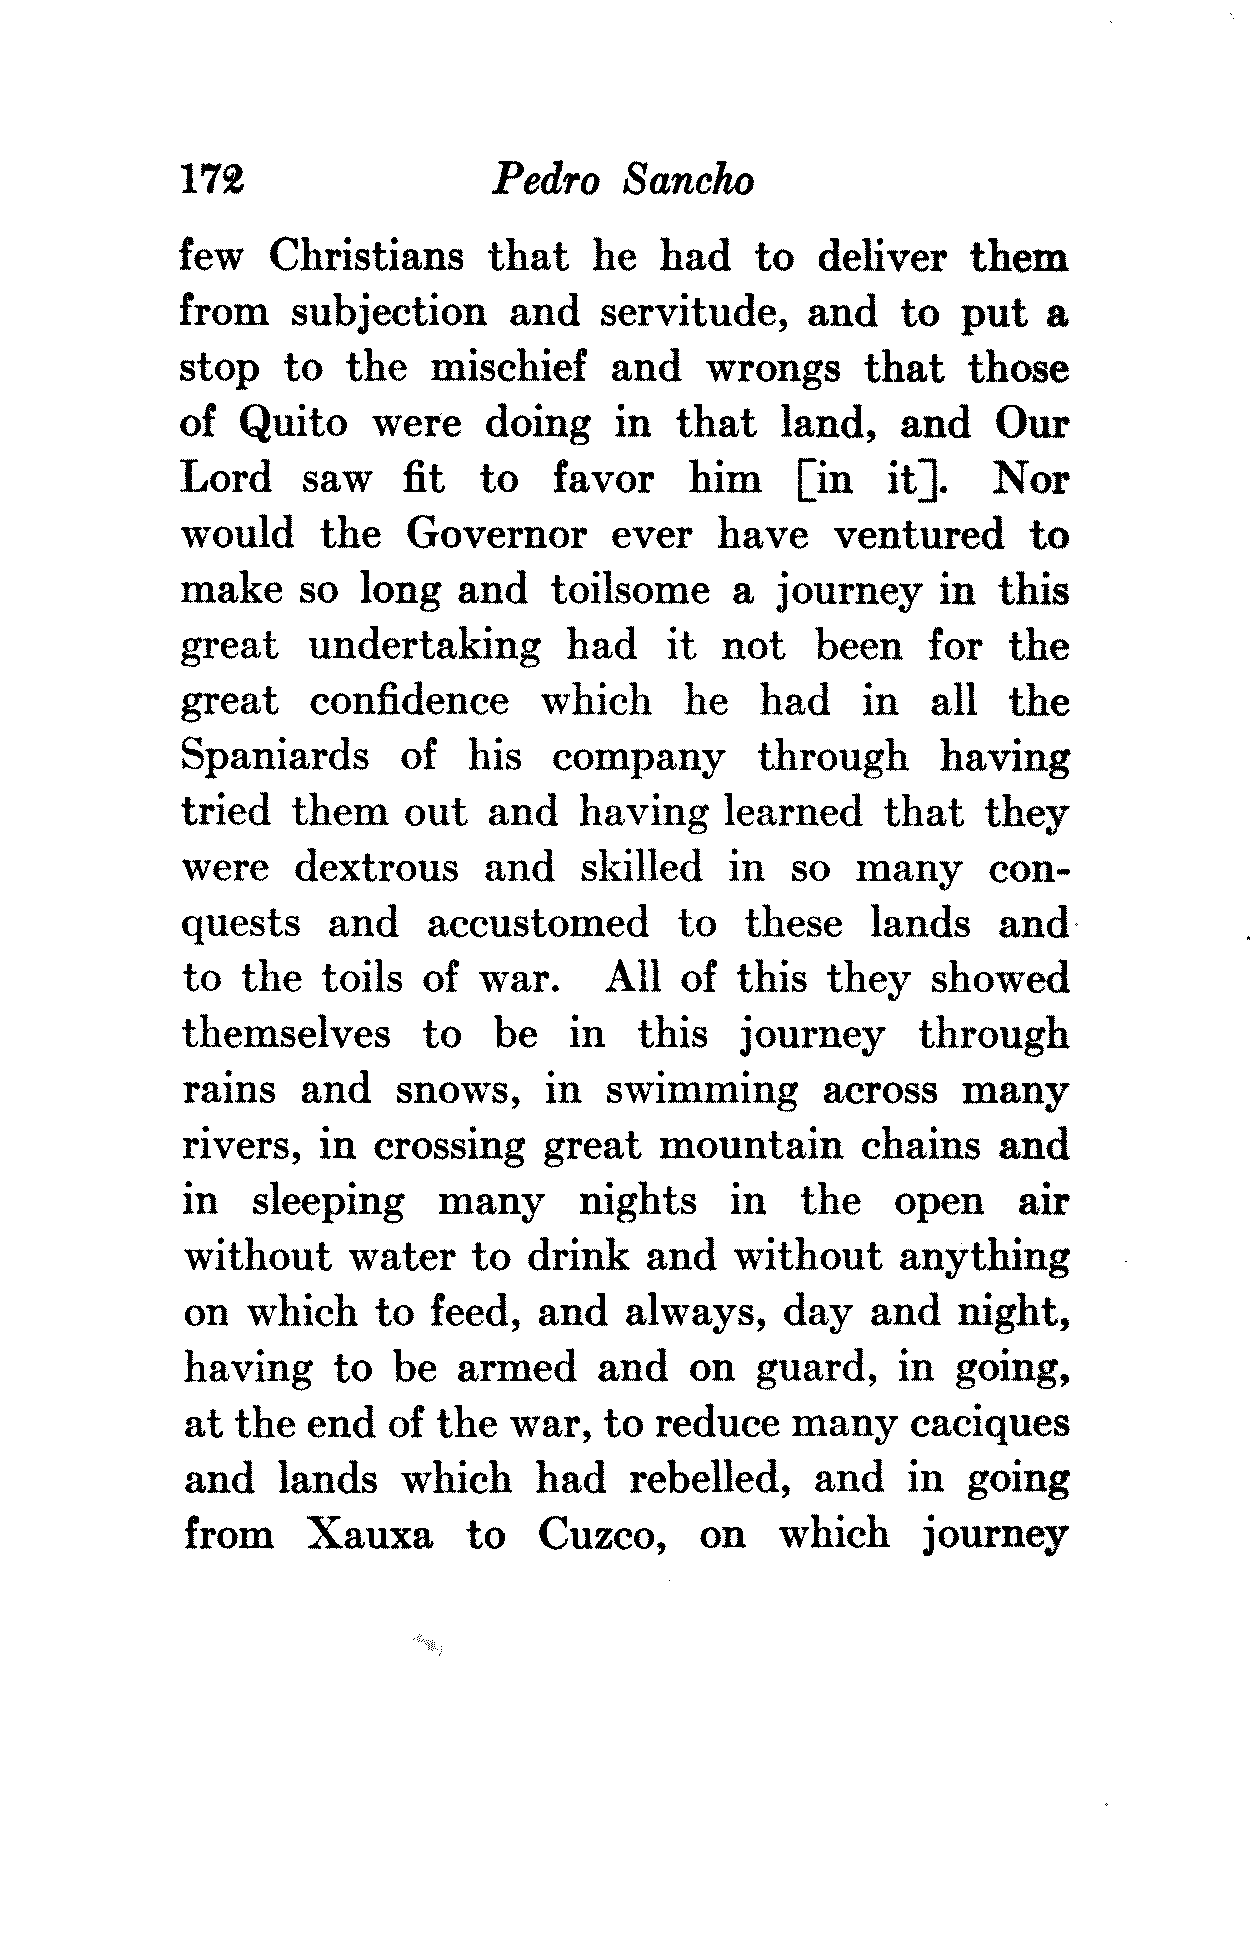 172 Pedro Sancho
few Christians that he had to deliver them
from subjection and servitude, and to put a
stop to the mischief and wrongs that those
of Quito were doing in that land, and Our
Lord saw fit to favor him [in it]. Nor
would the Governor ever have ventured to
make so long and toilsome a journey in this
great undertaking had it not been for the
great confidence which he had in all the
Spaniards of his company through having
tried them out and having learned that they
were dextrous and skilled in so many con-
quests and accustomed to these lands and
to the toils of war. All of this they showed
themselves to be in this journey through
rains and snows, in swimming across many
rivers, in crossing great mountain chains and
in sleeping many nights in the open air
without water to drink and without anything
on which to feed, and always, day and night,
having to be armed and on guard, in going,
at the end of the war, to reduce many caciques
and lands which had rebelled, and in going
from Xauxa to Cuzco, on which journey